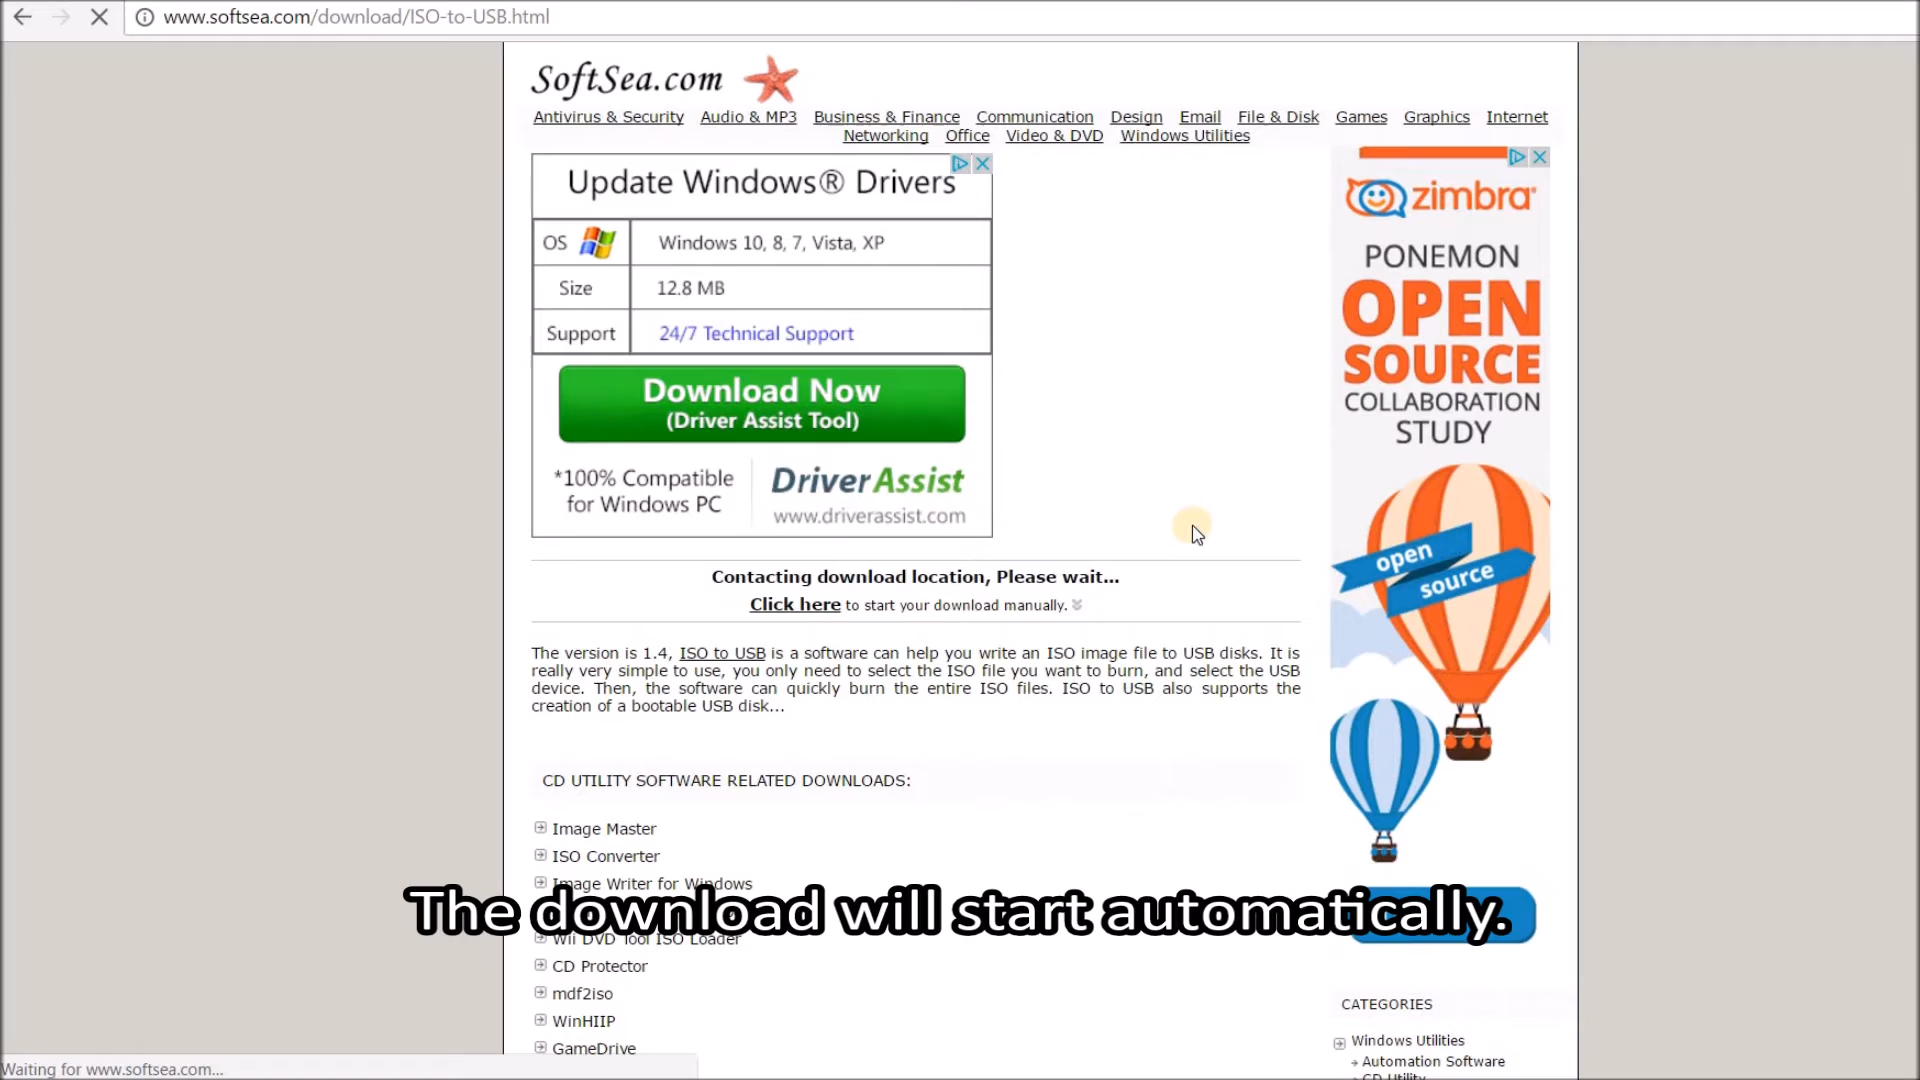 www.softsea.com/download/ISO-to-USB.html
SoftSea.com
Antivirus & Security Audio & MP3 Business & Finance Communication Design Email File & Disk Games Graphics Internet
Networking Office Video & DVD Windows Utilities
Update Windows® Drivers
OS Windows 10, 8, 7, Vista, XP
Size 12.8 MB
Support 24/7 Technical Support
Download Now
(Driver Assist Tool)
*100% Compatible
for Windows PC
DriverAssist
www.driverassist.com
zimbra®
PONEMON
OPEN
SOURCE
COLLABORATION
STUDY
open
source
Contacting download location, Please wait...
Click here to start your download manually.
The version is 1.4, ISO to USB is a software can help you write an ISO image file to USB disks. It is
really very simple to use, you only need to select the ISO file you want to burn, and select the USB
device. Then, the software can quickly burn the entire ISO files. ISO to USB also supports the
creation of a bootable USB disk...
CD UTILITY SOFTWARE RELATED DOWNLOADS:
Image Master
ISO Converter
Image Writer for Windows
The download will start automatically.
Wii DVD Tool ISO Loader
CD Protector
mdf2iso
WinHIIP
GameDrive
CATEGORIES
Windows Utilities
Automation Software
CD Utility
Waiting for www.softsea.com...